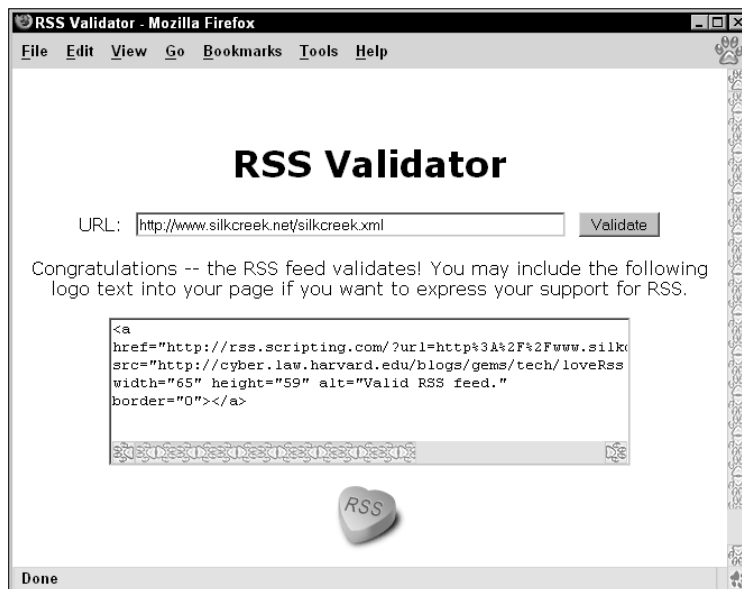 RSS Validator - Mozilla Firefox
File Edit View Go Bookmarks Tools Help
RSS Validator
URL: http://www.silkcreek.net/silkcreek.xml Validate
Congratulations -- the RSS feed validates! You may include the following
logo text into your page if you want to express your support for RSS.
<a
href="http://rss.scripting.com/?url=http%3A%2F%2Fwww.silkc
src="http://cyber.law.harvard.edu/blogs/gems/tech/loveRss
width="65" height="59" alt="Valid RSS feed."
border="0"></a>
RSS
Done